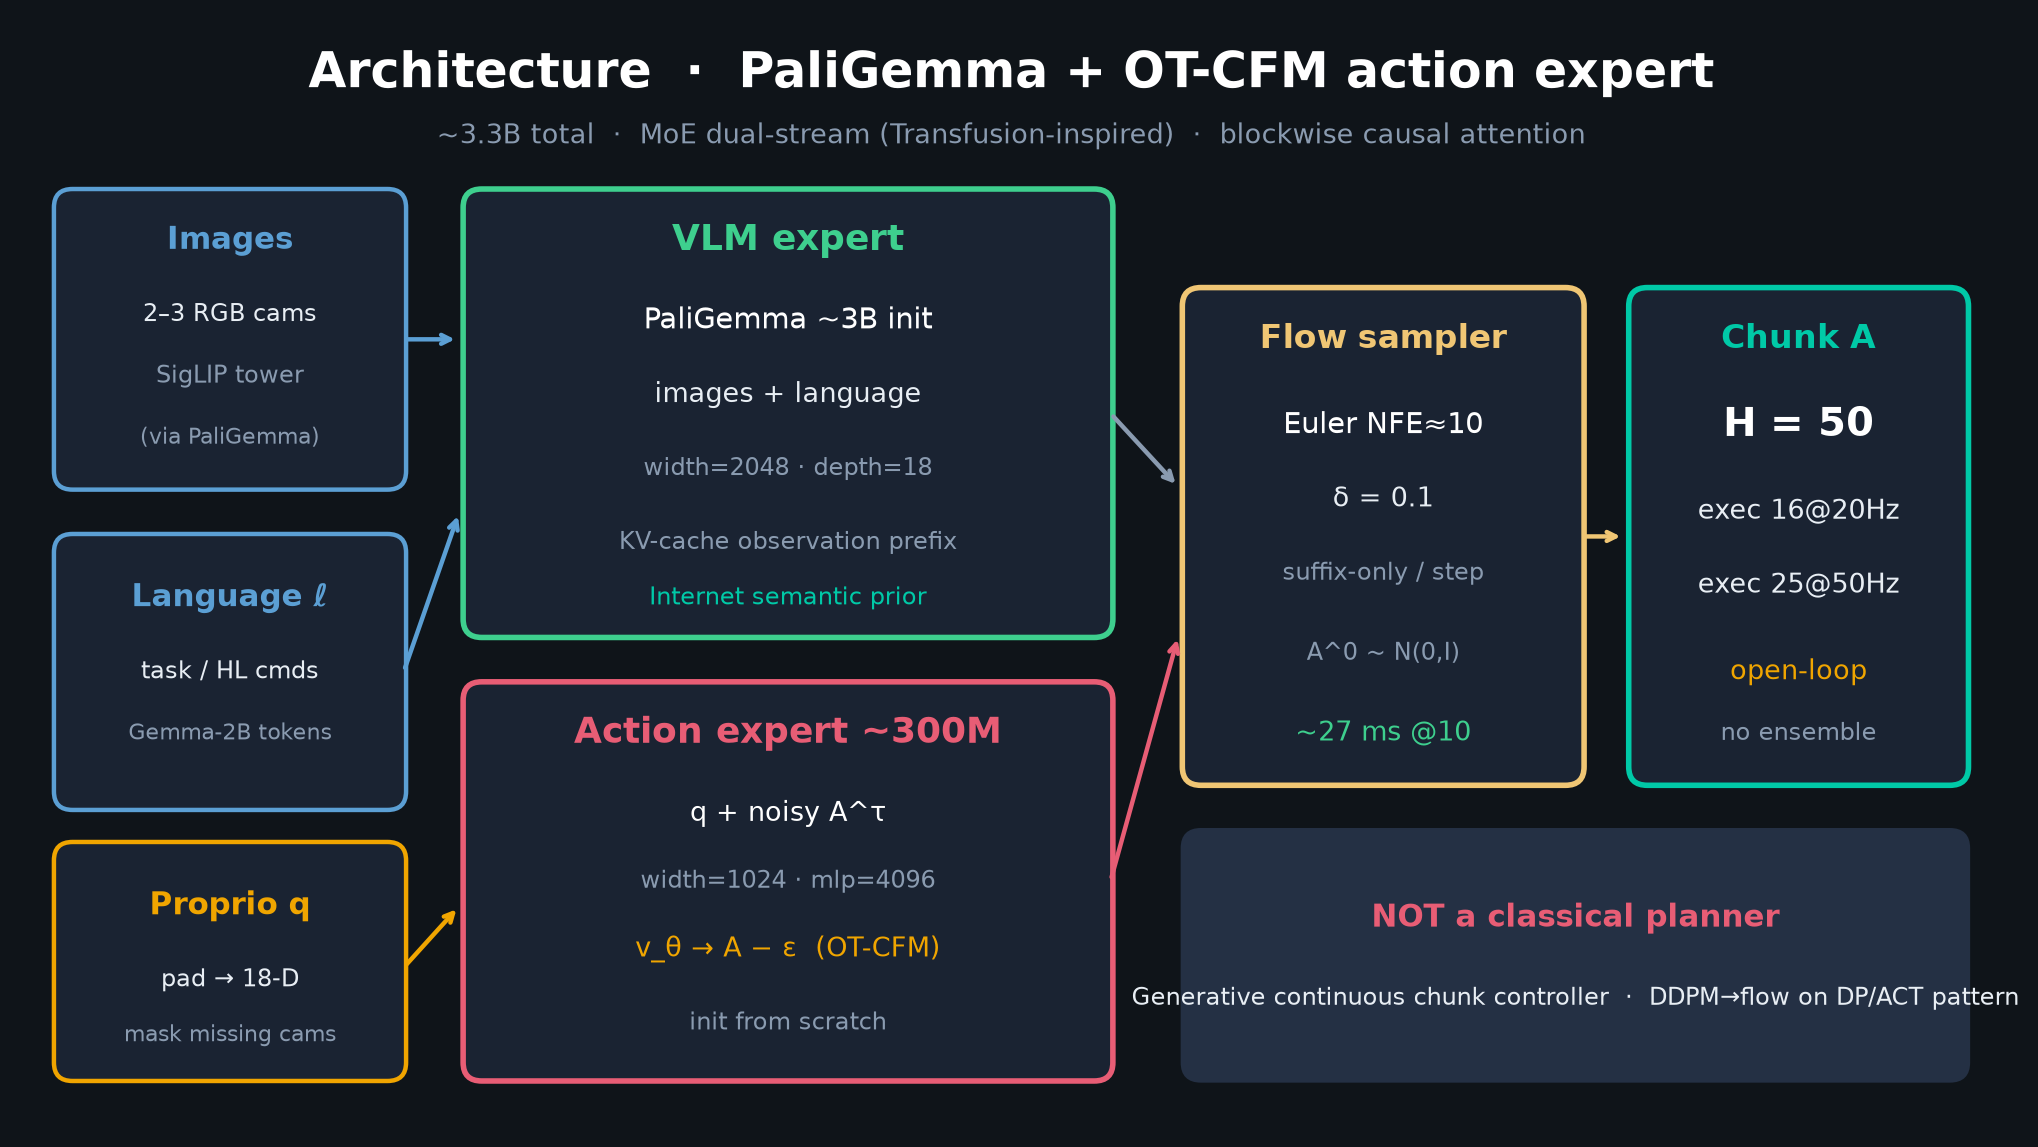 Architecture · PaliGemma + OT-CFM action expert
~3.3B total · MoE dual-stream (Transfusion-inspired) · blockwise causal attention
Images
2–3 RGB cams
SigLIP tower
(via PaliGemma)
Language ℓ
task / HL cmds
Gemma-2B tokens
Proprio q
pad → 18-D
mask missing cams
VLM expert
PaliGemma ~3B init
images + language
width=2048 · depth=18
KV-cache observation prefix
Internet semantic prior
Action expert ~300M
q + noisy A^τ
width=1024 · mlp=4096
v_θ → A − ε (OT-CFM)
init from scratch
Flow sampler
Euler NFE≈10
δ = 0.1
suffix-only / step
A^0 ~ N(0,I)
~27 ms @10
Chunk A
H = 50
exec 16@20Hz
exec 25@50Hz
open-loop
no ensemble
NOT a classical planner
Generative continuous chunk controller · DDPM→flow on DP/ACT pattern